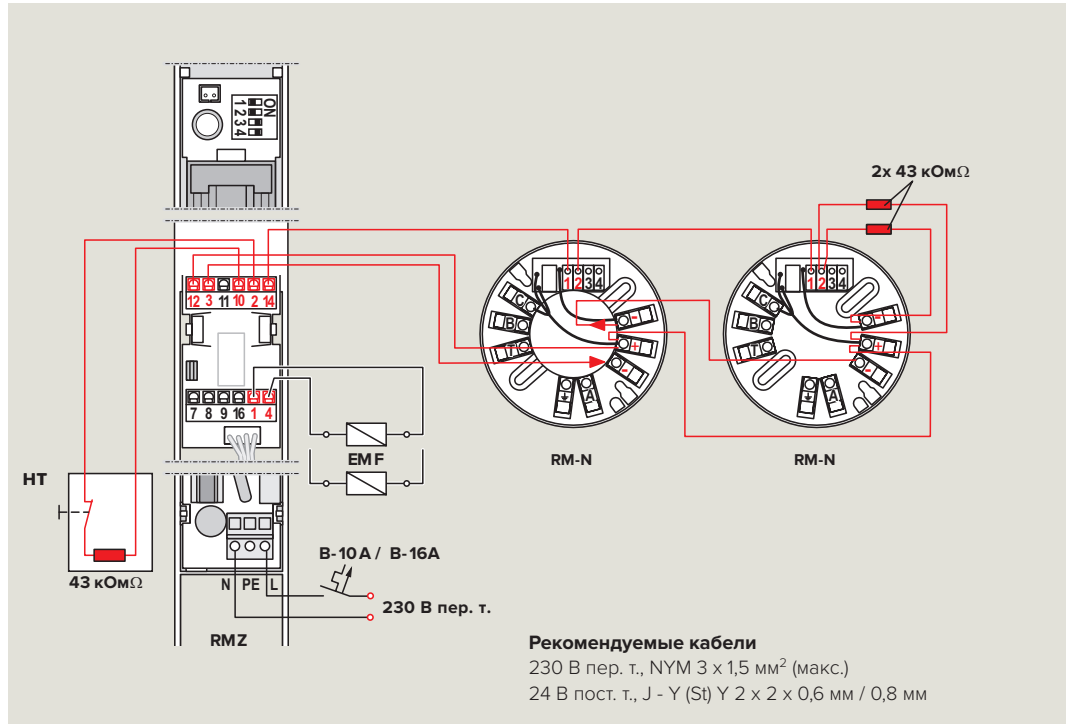 ON
1
2
3
4
2x 43 кОмΩ
12 3 11 10 2 14
1 2 3 4
1 2 3 4
C
B
T
-
+
-
A
C
B
T
-
+
-
A
7 8 9 16 1 4
EMF
RM-N
RM-N
HT
43 кОмΩ
N PE L
B-10A / B-16A
230 В пер. т.
RMZ
Рекомендуемые кабели
230 В пер. т., NYM 3 x 1,5 мм² (макс.)
24 В пост. т., J - Y (St) Y 2 x 2 x 0,6 мм / 0,8 мм